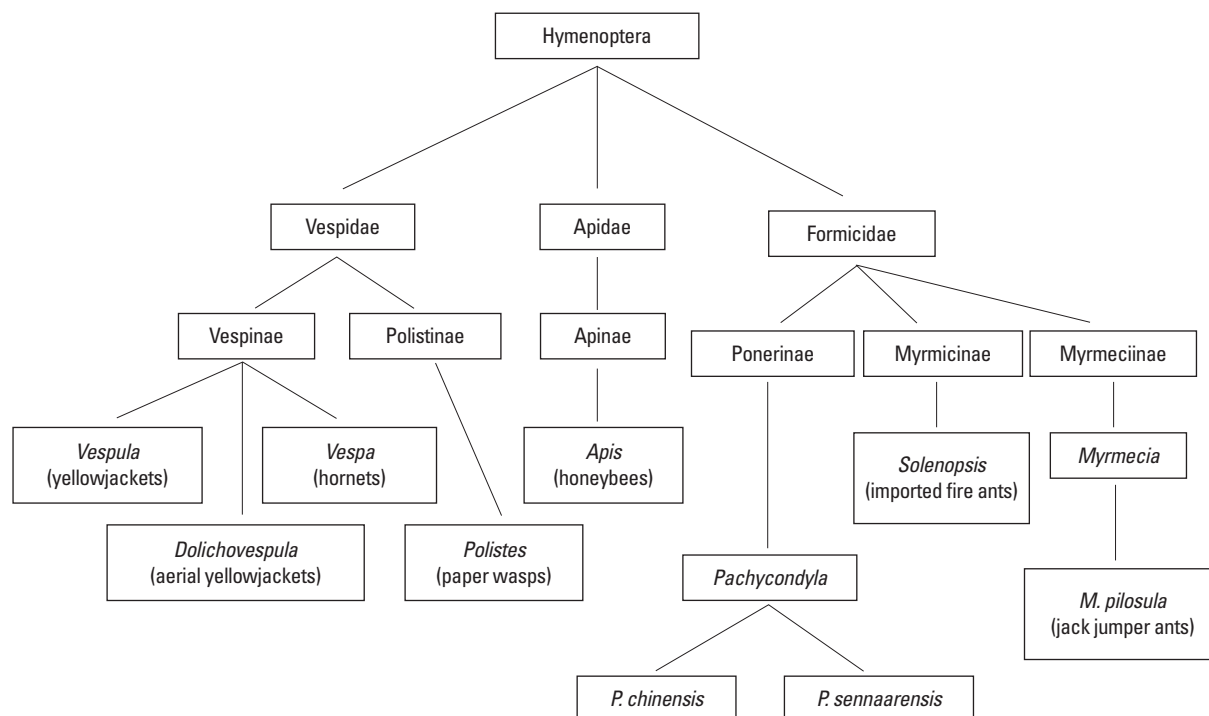 Hymenoptera
Vespidae
Apidae
Formicidae
Vespinae
Polistinae
Apinae
Ponerinae
Myrmicinae
Myrmeciinae
Vespula
(yellowjackets)
Vespa
(hornets)
Apis
(honeybees)
Solenopsis
(imported fire ants)
Myrmecia
Dolichovespula
(aerial yellowjackets)
Polistes
(paper wasps)
Pachycondyla
M. pilosula
(jack jumper ants)
P. chinensis
P. sennaarensis